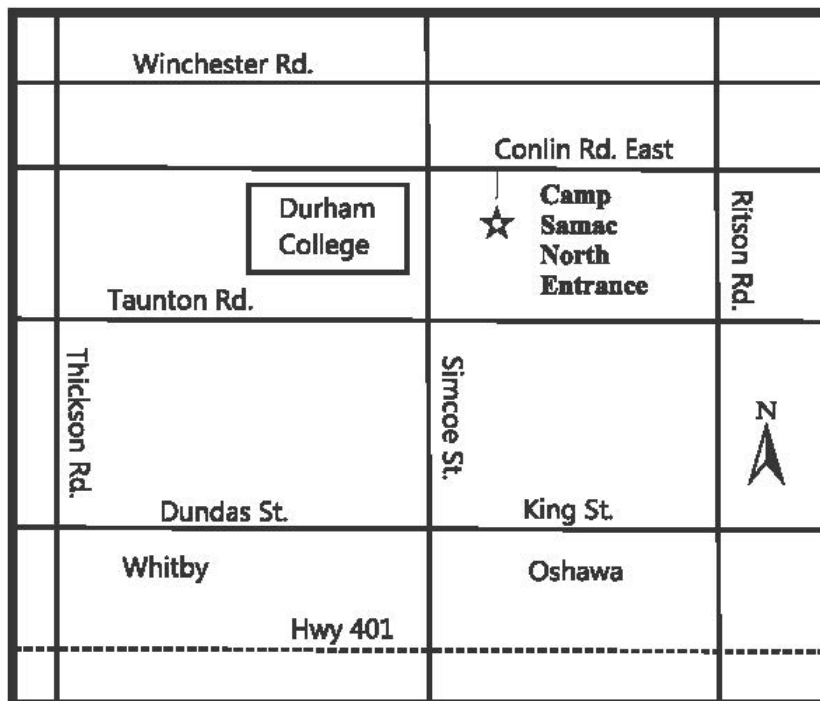 Winchester Rd.
Conlin Rd. East
Durham
College
Camp
Samac
North
Entrance
Ritson Rd.
Taunton Rd.
Thickson Rd.
Simcoe St.
N
Dundas St.
King St.
Whitby
Oshawa
Hwy 401